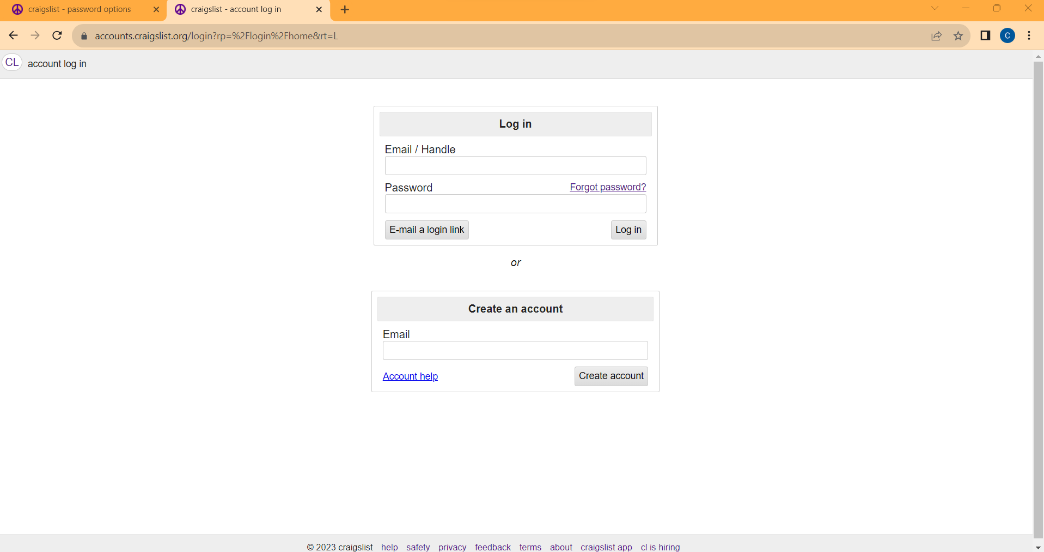 craigslist - password options
craigslist - account log in
accounts.craigslist.org/login?rp=%2Flogin%2Fhome&rt=L
C
CL account log in
Log in
Email / Handle
Password Forgot password?
E-mail a login link Log in
or
Create an account
Email
Account help Create account
© 2023 craigslist help safety privacy feedback terms about craigslist app cl is hiring